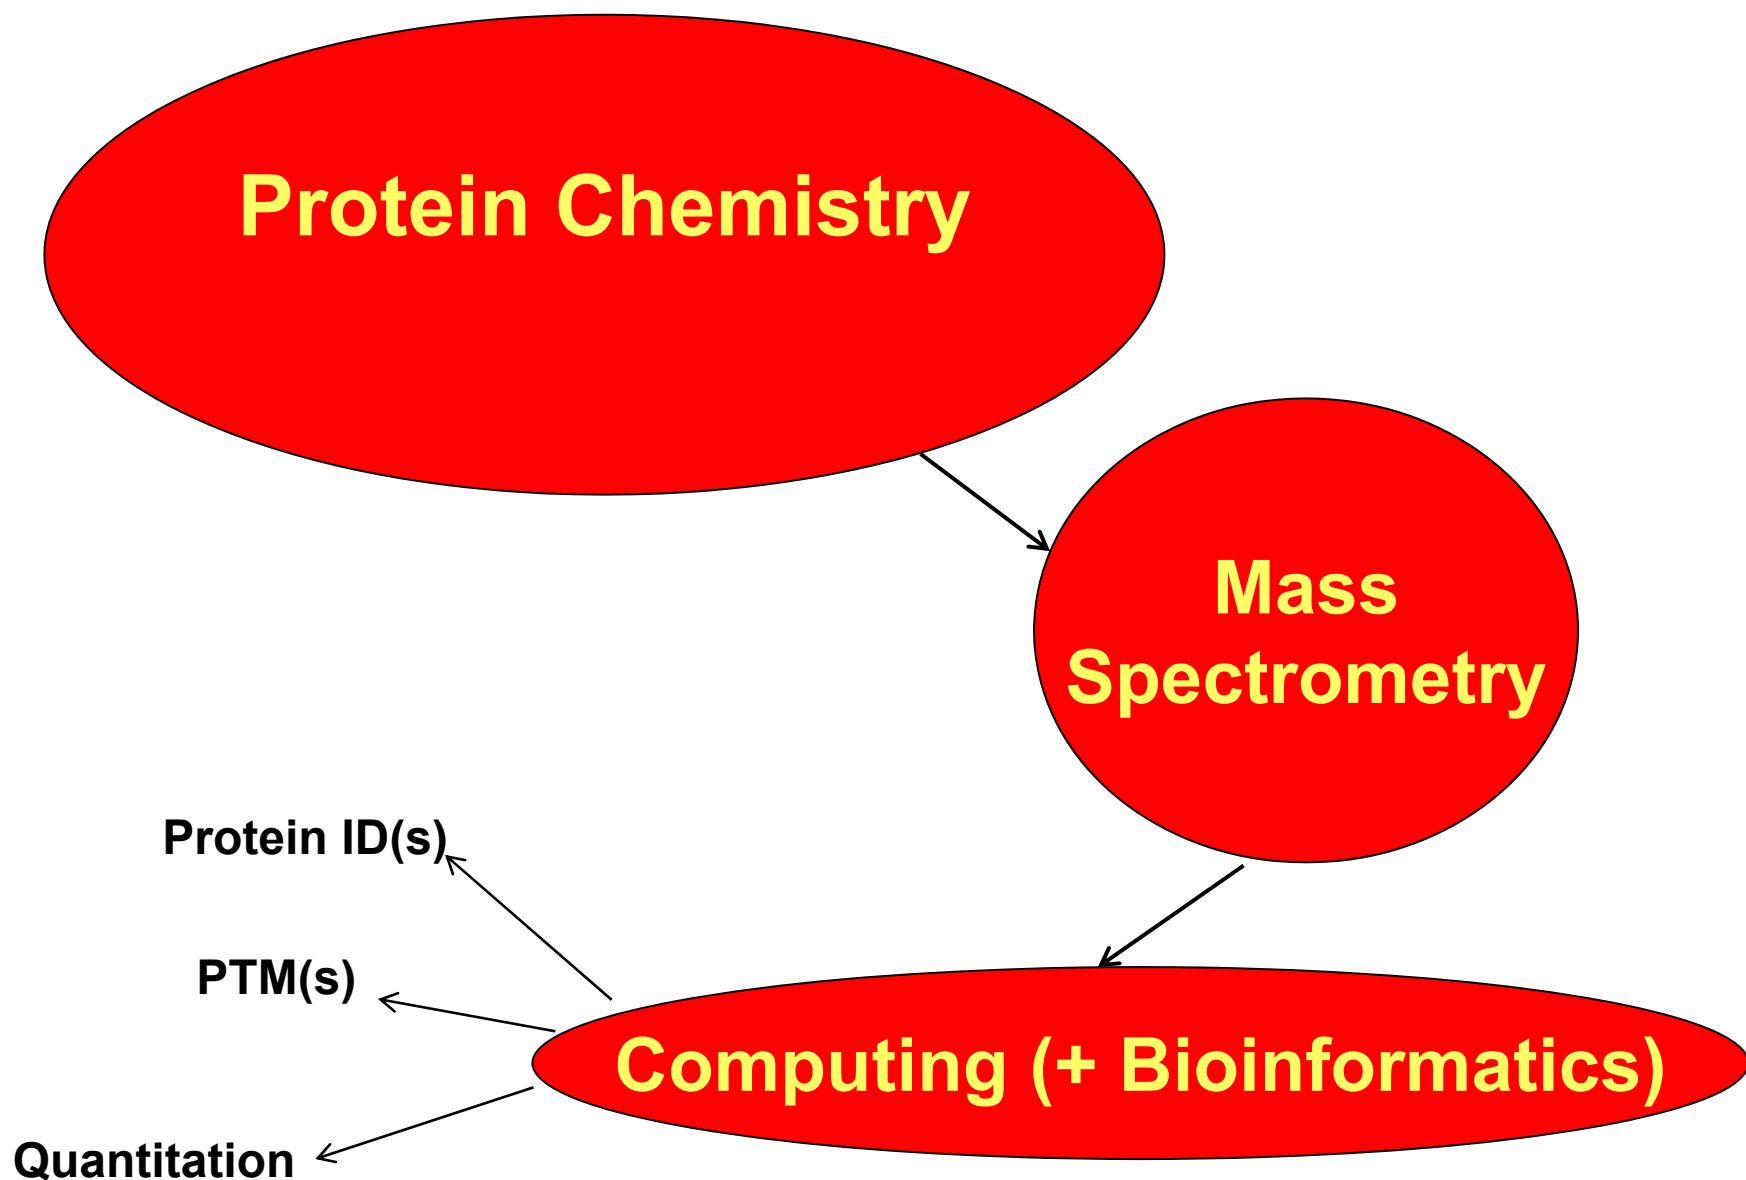 Protein Chemistry
Mass
Spectrometry
Protein ID(s)
PTM(s)
Computing (+ Bioinformatics)
Quantitation